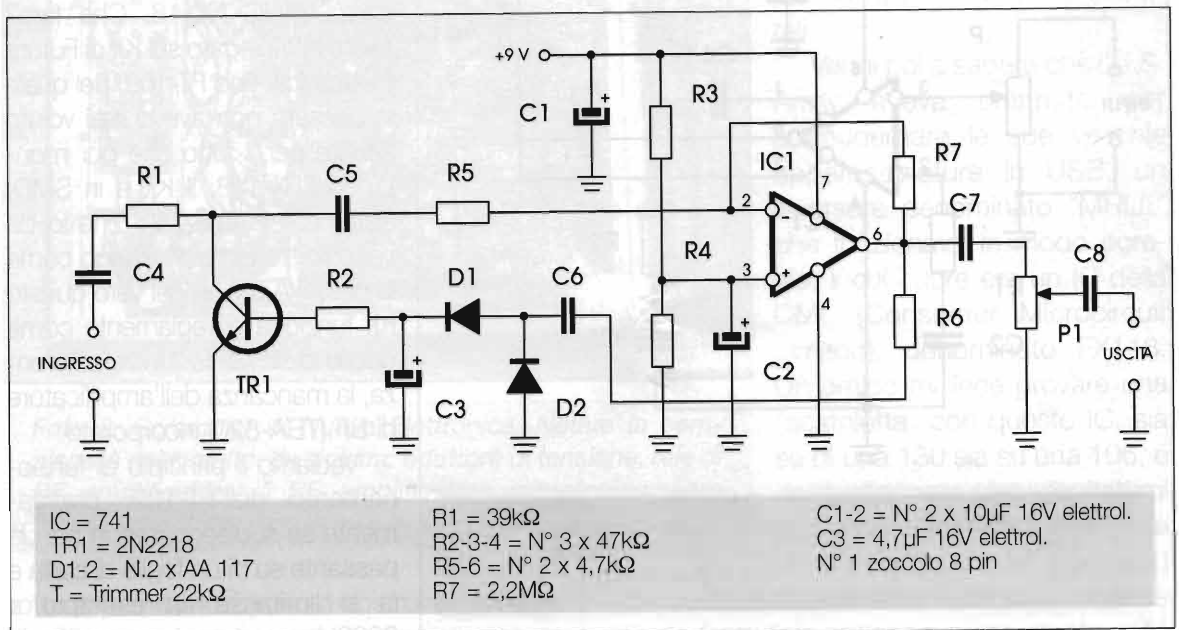 +9 V
C1
R3
R1
C5
R5
IC1
R7
7
2
C7
C4
R2
D1
C6
R4
6
C8
3
+
4
R6
P1
INGRESSO
USCITA
TR1
C3
D2
C2
IC = 741
TR1 = 2N2218
D1-2 = N.2 x AA 117
T = Trimmer 22kΩ
R1 = 39kΩ
R2-3-4 = N° 3 x 47kΩ
R5-6 = N° 2 x 4,7kΩ
R7 = 2,2MΩ
C1-2 = N° 2 x 10µF 16V elettrol.
C3 = 4,7µF 16V elettrol.
N° 1 zoccolo 8 pin